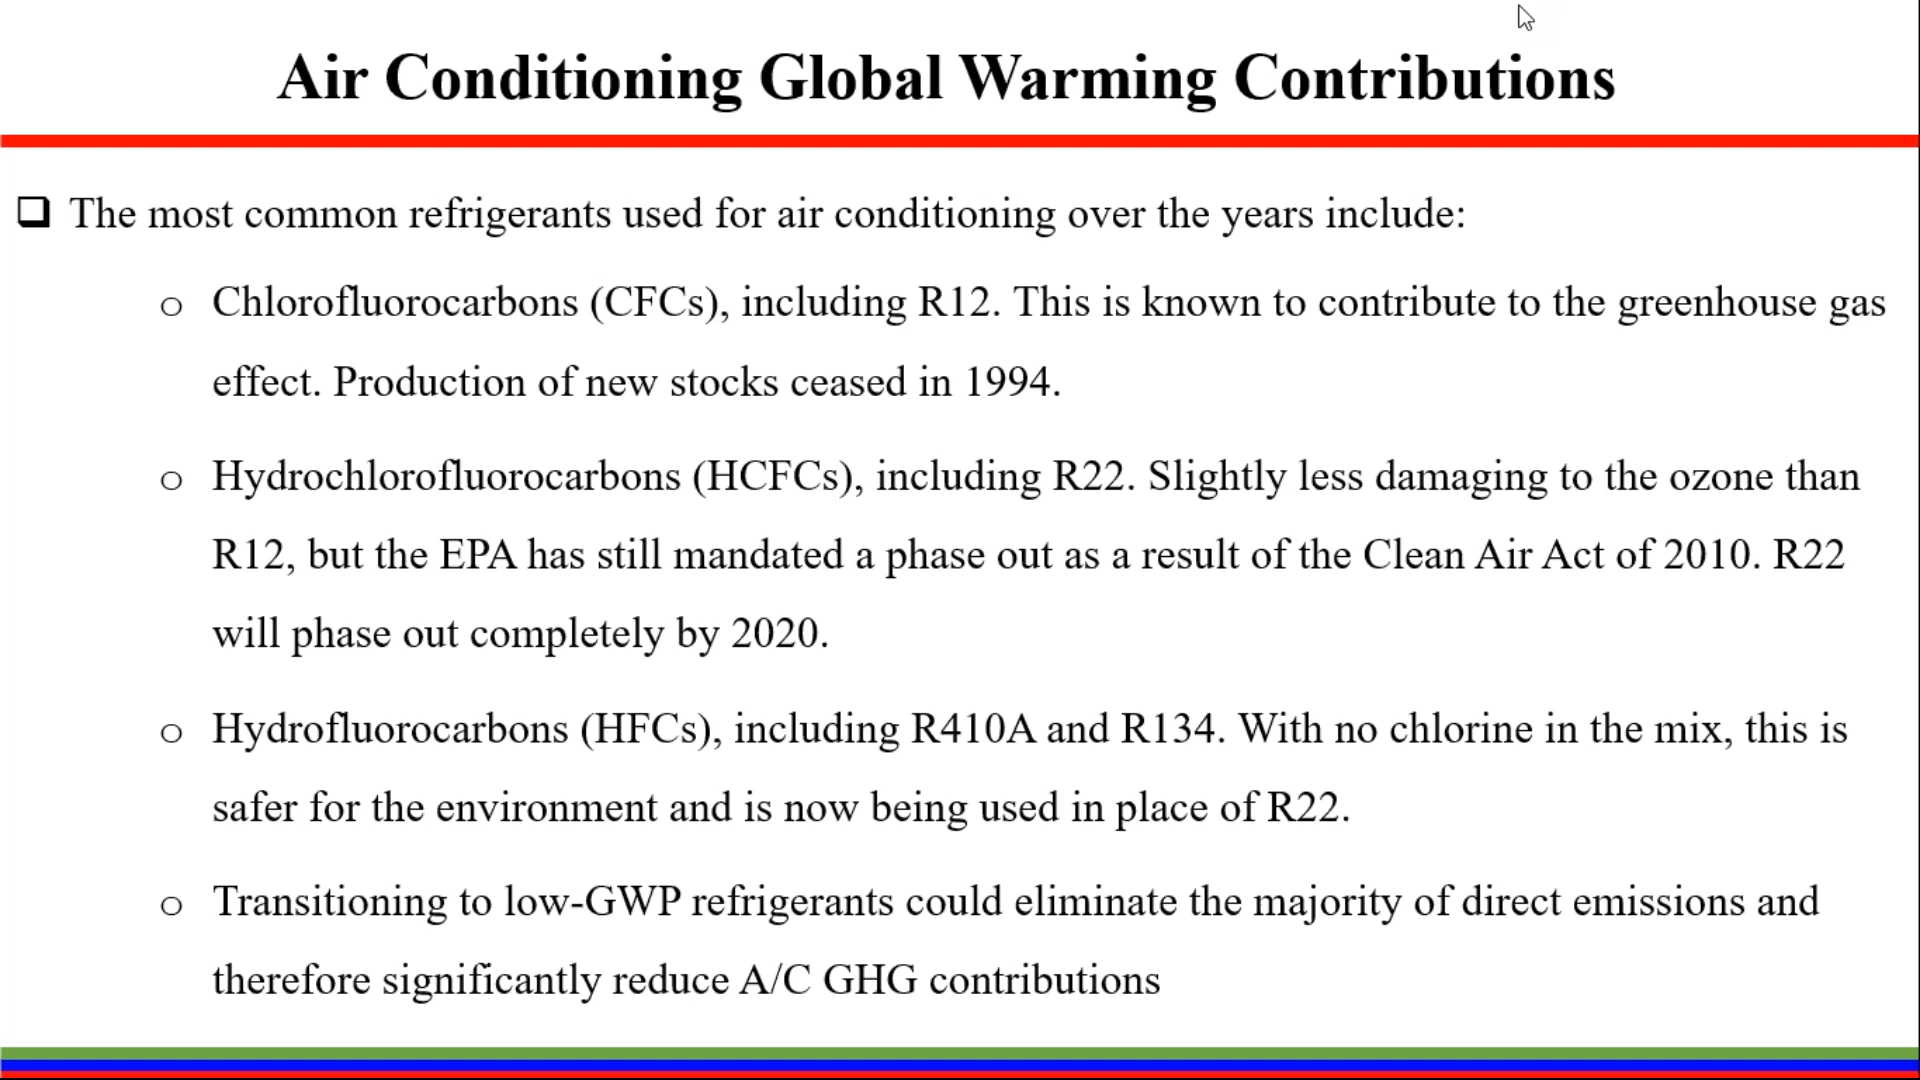 Air Conditioning Global Warming Contributions
The most common refrigerants used for air conditioning over the years include:
Chlorofluorocarbons (CFCs), including R12. This is known to contribute to the greenhouse gas
effect. Production of new stocks ceased in 1994.
Hydrochlorofluorocarbons (HCFCs), including R22. Slightly less damaging to the ozone than
R12, but the EPA has still mandated a phase out as a result of the Clean Air Act of 2010. R22
will phase out completely by 2020.
Hydrofluorocarbons (HFCs), including R410A and R134. With no chlorine in the mix, this is
safer for the environment and is now being used in place of R22.
Transitioning to low-GWP refrigerants could eliminate the majority of direct emissions and
therefore significantly reduce A/C GHG contributions